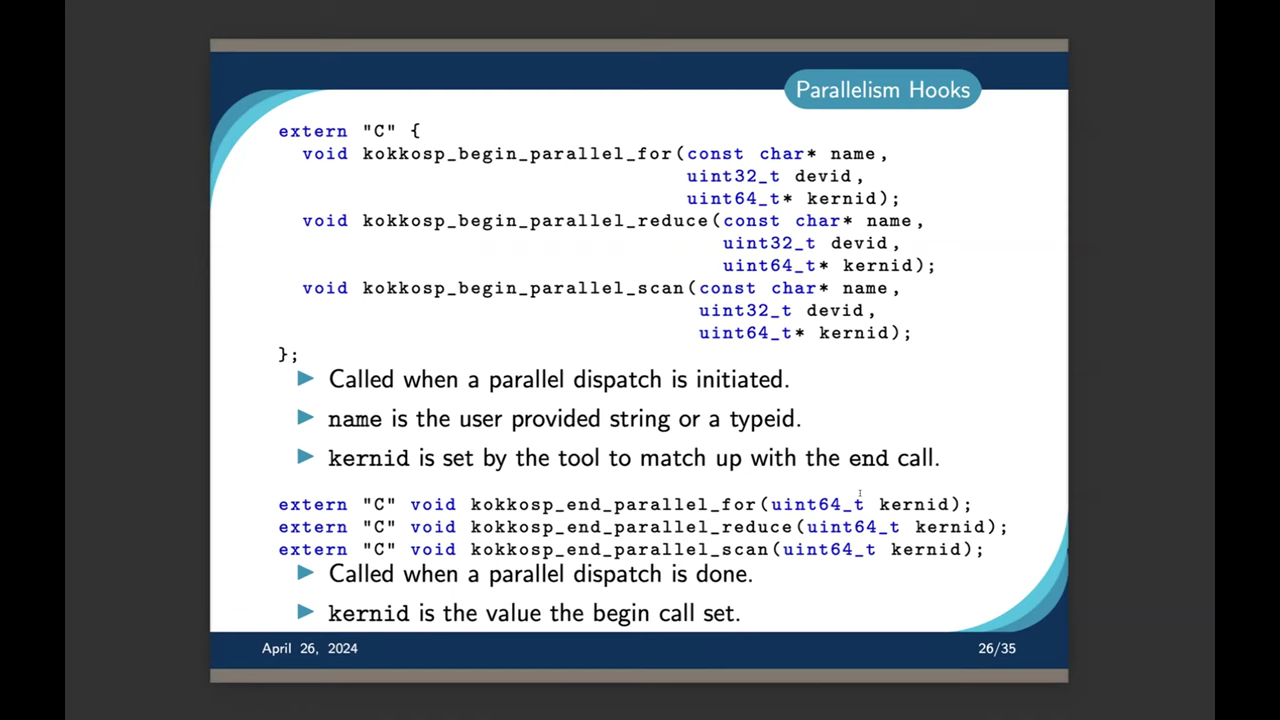 Parallelism Hooks
extern "C" {
void kokkosp_begin_parallel_for(const char* name,
uint32_t devid,
uint64_t* kernid);
void kokkosp_begin_parallel_reduce(const char* name,
uint32_t devid,
uint64_t* kernid);
void kokkosp_begin_parallel_scan(const char* name,
uint32_t devid,
uint64_t* kernid);
};
Called when a parallel dispatch is initiated.
name is the user provided string or a typeid.
kernid is set by the tool to match up with the end call.
extern "C" void kokkosp_end_parallel_for(uint64_t kernid);
extern "C" void kokkosp_end_parallel_reduce(uint64_t kernid);
extern "C" void kokkosp_end_parallel_scan(uint64_t kernid);
Called when a parallel dispatch is done.
kernid is the value the begin call set.
April 26, 2024 26/35